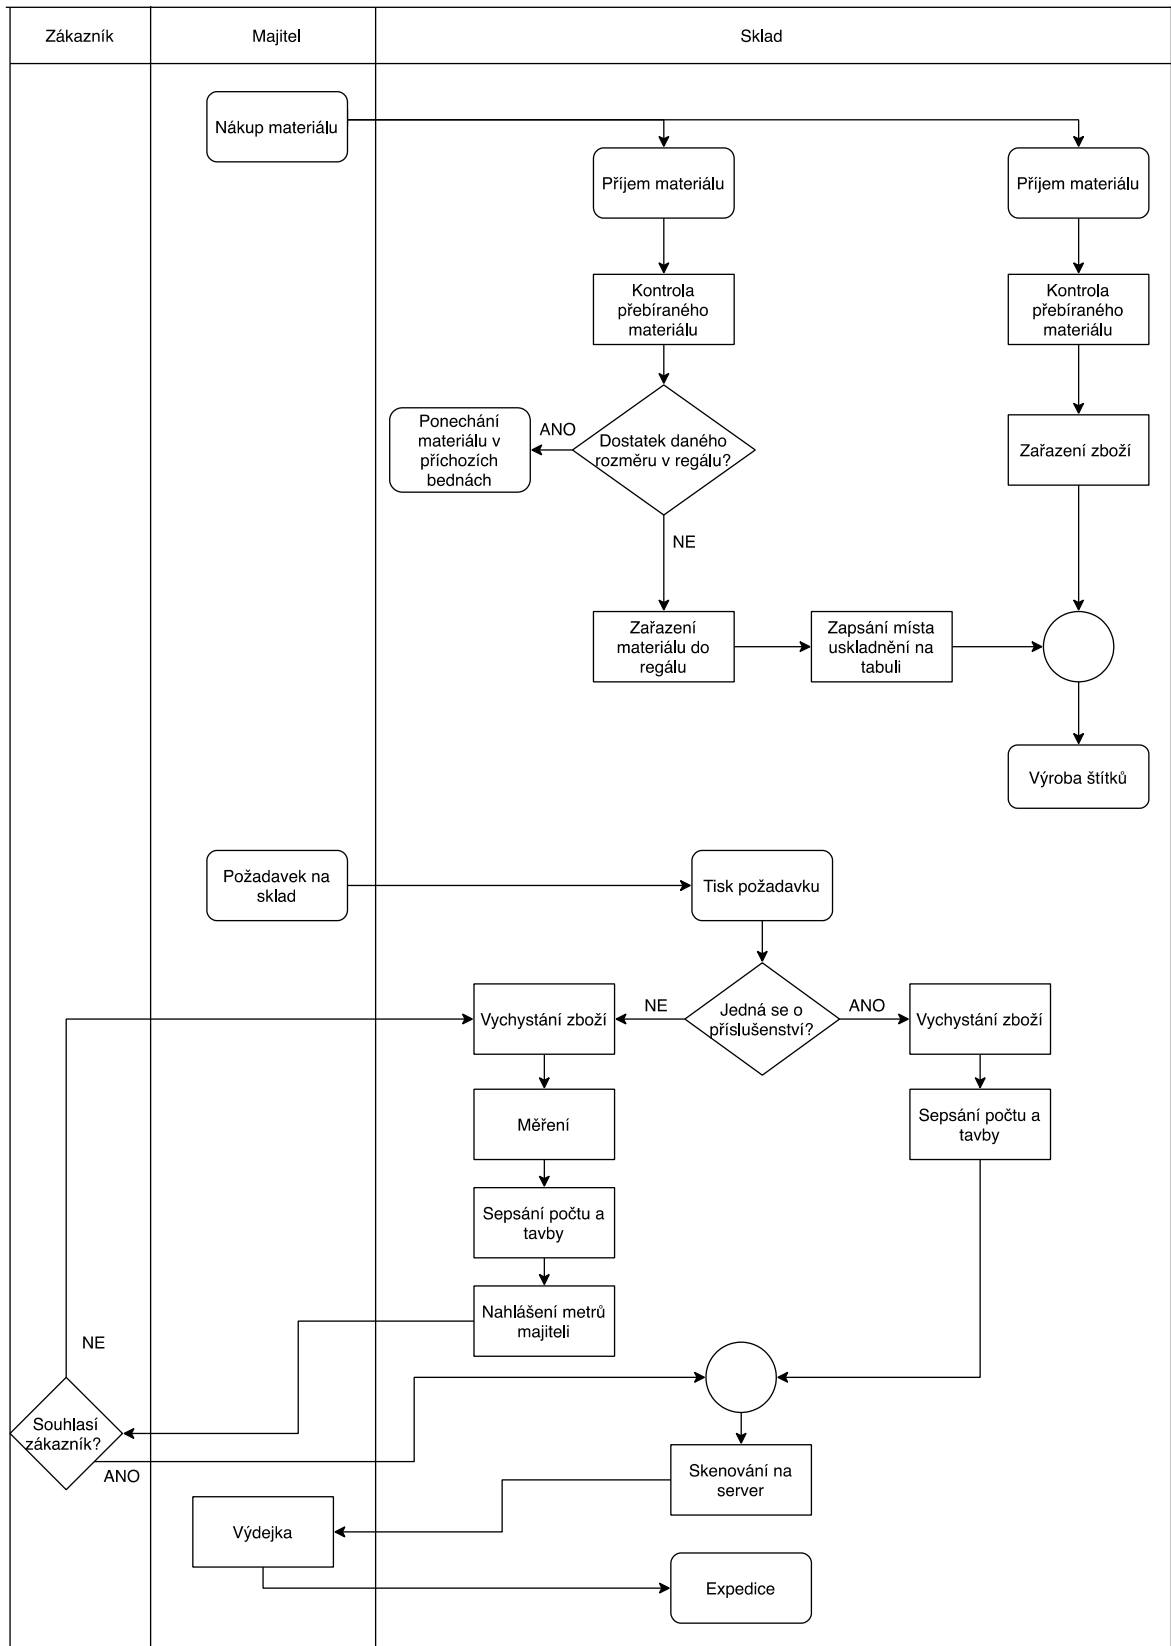 Zákazník
Majitel
Sklad
Nákup materiálu
Příjem materiálu
Příjem materiálu
Kontrola
přebíraného
materiálu
Kontrola
přebíraného
materiálu
Ponechání
materiálu v
příchozích
bednách
ANO
Dostatek daného
rozměru v regálu?
Zařazení zboží
NE
Zařazení
materiálu do
regálu
Zapsání místa
uskladnění na
tabuli
Výroba štítků
Požadavek na
sklad
Tisk požadavku
Vychystání zboží
NE
Jedná se o
příslušenství?
ANO
Vychystání zboží
Měření
Sepsání počtu a
tavby
Sepsání počtu a
tavby
Nahlášení metrů
majiteli
NE
Souhlasí
zákazník?
ANO
Skenování na
server
Výdejka
Expedice